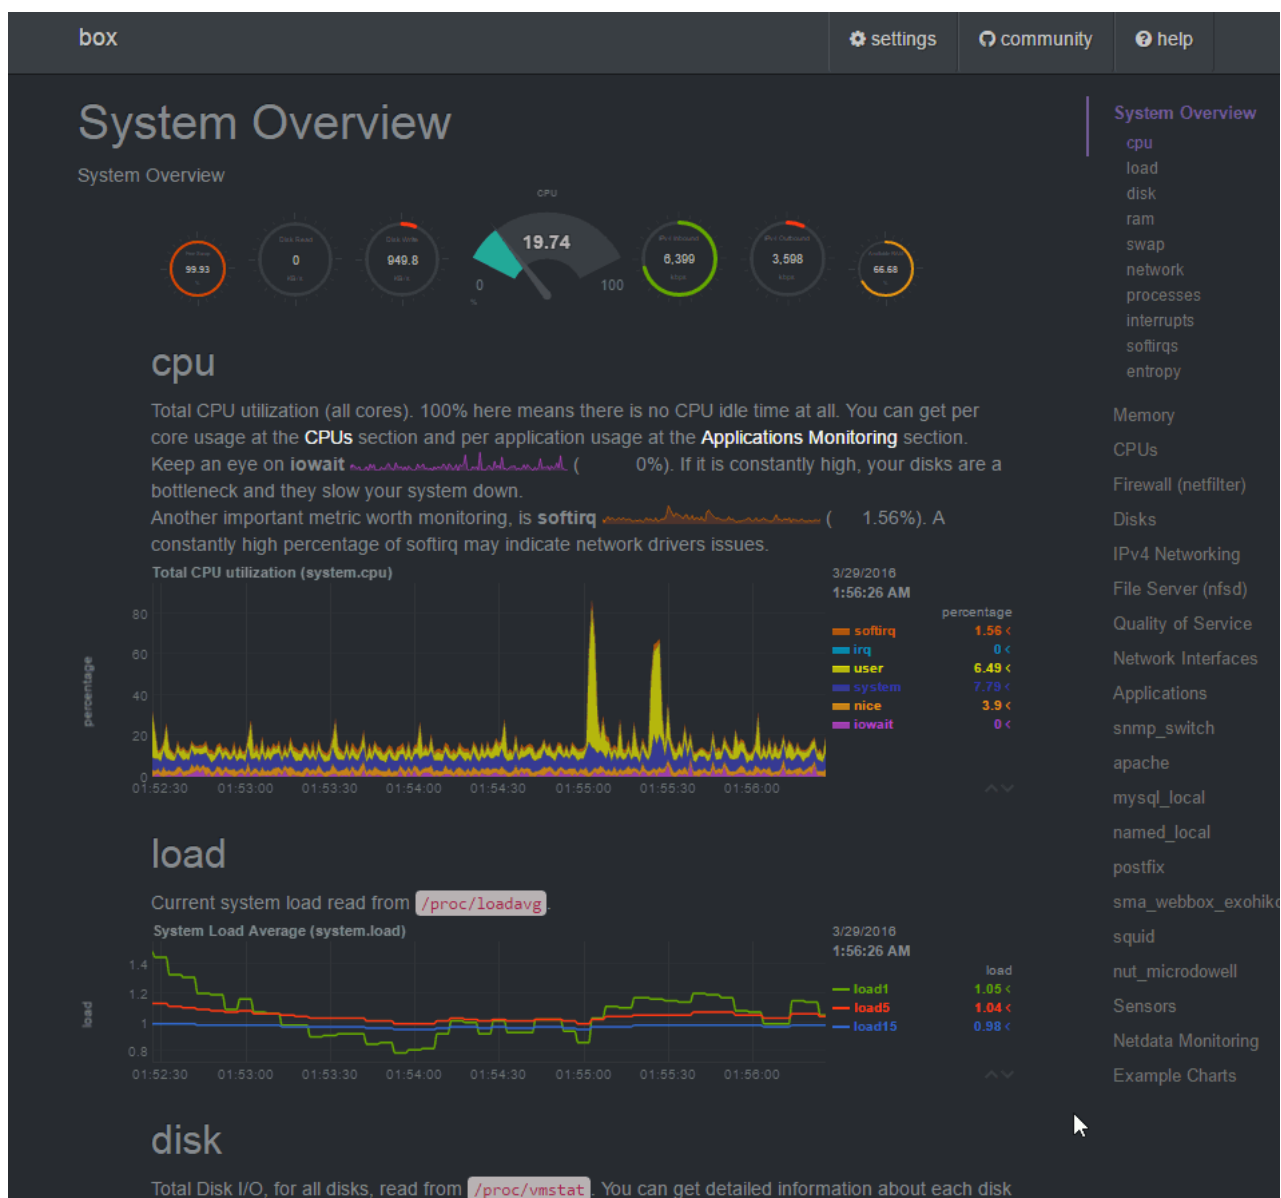 box
settings
community
help
System Overview
System Overview
CPU
Disk Read
0
Disk Write
949.8
99.93
%
19.74
0
100
%
IPv4 Inbound
6,399
kbps
IPv4 Outbound
3,598
kbps
66.68
%
cpu
Total CPU utilization (all cores). 100% here means there is no CPU idle time at all. You can get per
core usage at the CPUs section and per application usage at the Applications Monitoring section.
Keep an eye on iowait ( 0%). If it is constantly high, your disks are a
bottleneck and they slow your system down.
Another important metric worth monitoring, is softirq ( 1.56%). A
constantly high percentage of softirq may indicate network drivers issues.
Total CPU utilization (system.cpu)
3/29/2016
1:56:26 AM
percentage
softirq 1.56
irq 0
user 6.49
system 7.79
nice 3.9
iowait 0
percentage
80
60
40
20
0
01:52:30 01:53:00 01:53:30 01:54:00 01:54:30 01:55:00 01:55:30 01:56:00
load
Current system load read from /proc/loadavg.
System Load Average (system.load)
3/29/2016
1:56:26 AM
load
load1 1.05
load5 1.04
load15 0.98
load
1.4
1.2
1
0.8
01:52:30 01:53:00 01:53:30 01:54:00 01:54:30 01:55:00 01:55:30 01:56:00
disk
Total Disk I/O, for all disks, read from /proc/vmstat. You can get detailed information about each disk
System Overview
cpu
load
disk
ram
swap
network
processes
interrupts
softirqs
entropy
Memory
CPUs
Firewall (netfilter)
Disks
IPv4 Networking
File Server (nfsd)
Quality of Service
Network Interfaces
Applications
snmp_switch
apache
mysql_local
named_local
postfix
sma_webbox_exohik
squid
nut_microdowell
Sensors
Netdata Monitoring
Example Charts